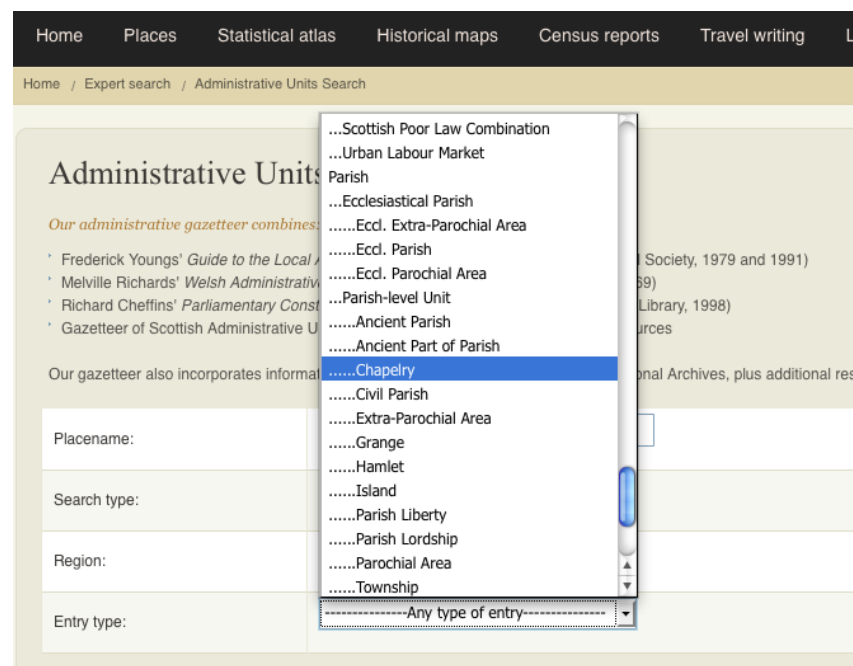 Home Places Statistical atlas Historical maps Census reports Travel writing L
Home / Expert search / Administrative Units Search
Administrative Units
Our administrative gazetteer combines:
Frederick Youngs' Guide to the Local A
l Society, 1979 and 1991)
Melville Richards' Welsh Administrativ
69)
Richard Cheffins' Parliamentary Const
Library, 1998)
Gazetteer of Scottish Administrative U
urces
Our gazetteer also incorporates informat
onal Archives, plus additional res
Placename:
Search type:
Region:
Entry type:
...Scottish Poor Law Combination
...Urban Labour Market
Parish
...Ecclesiastical Parish
......Eccl. Extra-Parochial Area
......Eccl. Parish
......Eccl. Parochial Area
...Parish-level Unit
......Ancient Parish
......Ancient Part of Parish
......Chapelry
......Civil Parish
......Extra-Parochial Area
......Grange
......Hamlet
......Island
......Parish Liberty
......Parish Lordship
......Parochial Area
......Township
---------------Any type of entry---------------